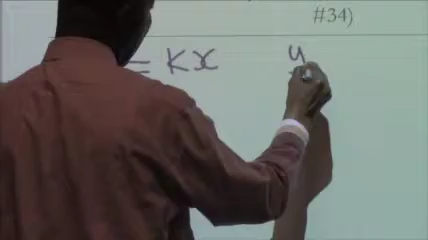 #34)
= Kx y